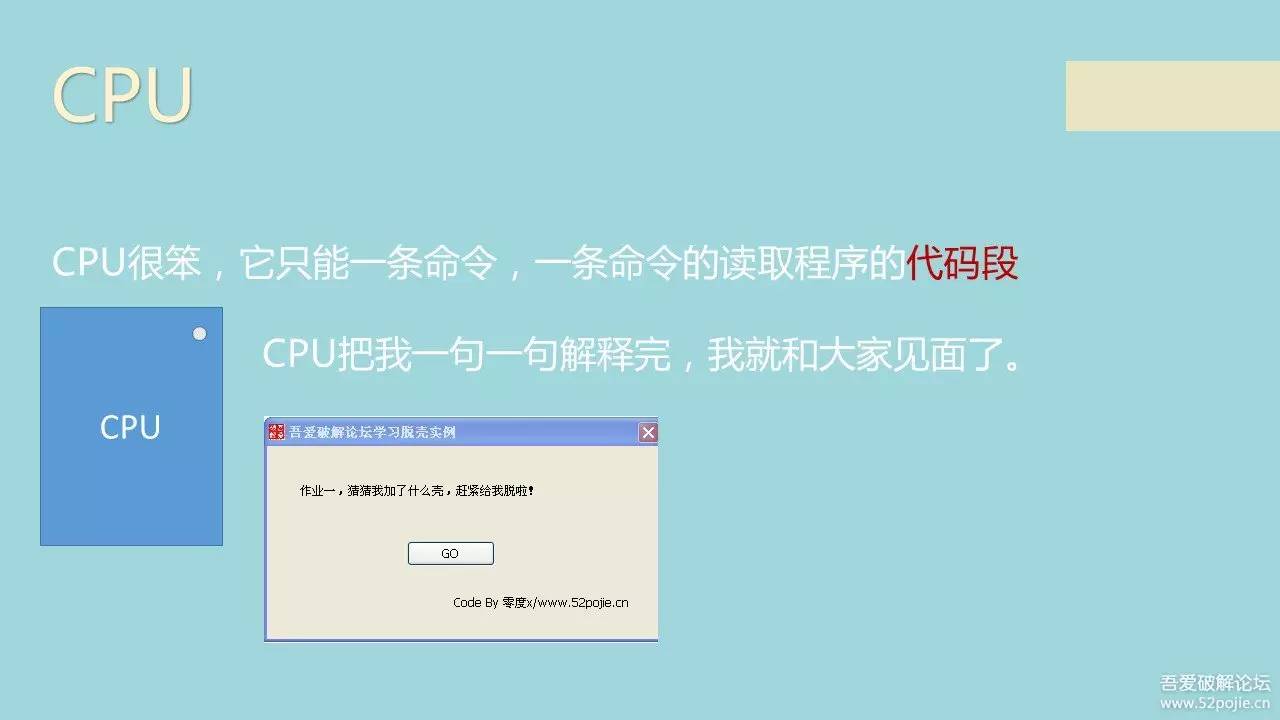 CPU
CPU很笨，它只能一条命令，一条命令的读取程序的代码段
CPU把我一句一句解释完，我就和大家见面了。
CPU
吾爱破解论坛学习脱壳实例
作业一，猜猜我加了什么壳，赶紧给我脱啦！
GO
Code By 零度x/www.52pojie.cn
吾爱破解论坛
www.52pojie.cn